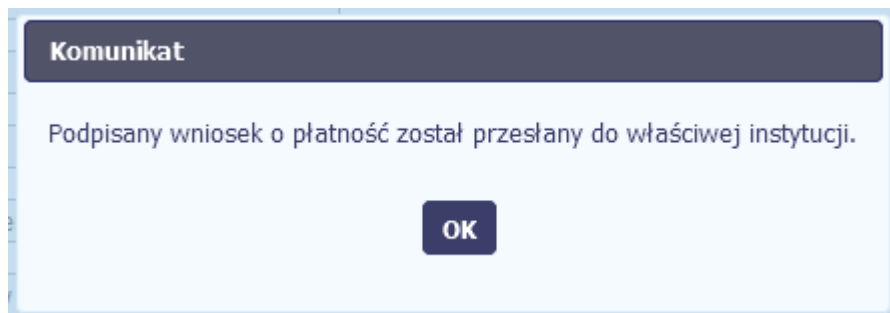 Komunikat
Podpisany wniosek o płatność został przesłany do właściwej instytucji.
OK